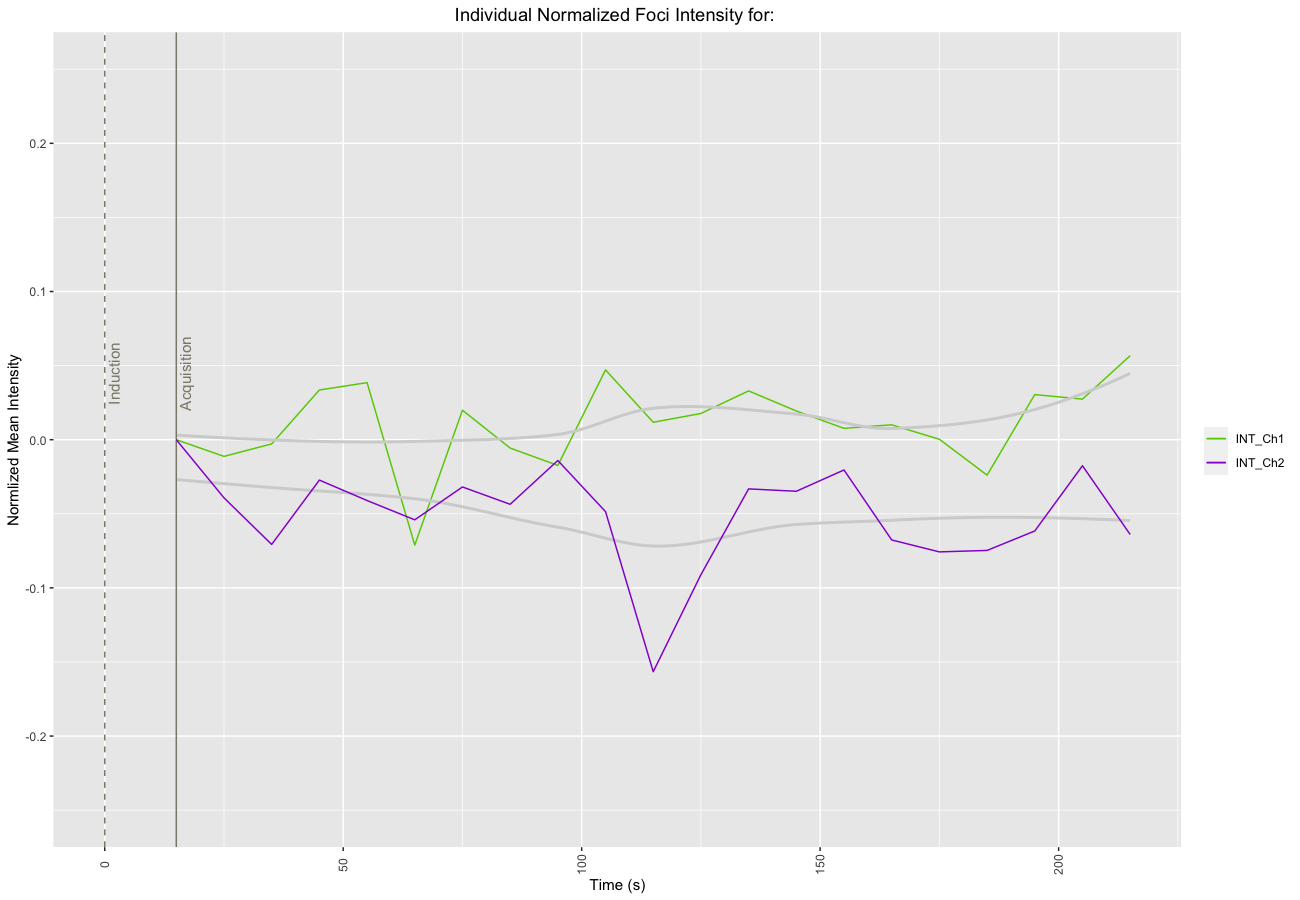 Individual Normalized Foci Intensity for:
Normlized Mean Intensity
0.2
0.1
0.0
-0.1
-0.2
Induction
Acquisition
0
50
100
150
200
Time (s)
INT_Ch1
INT_Ch2